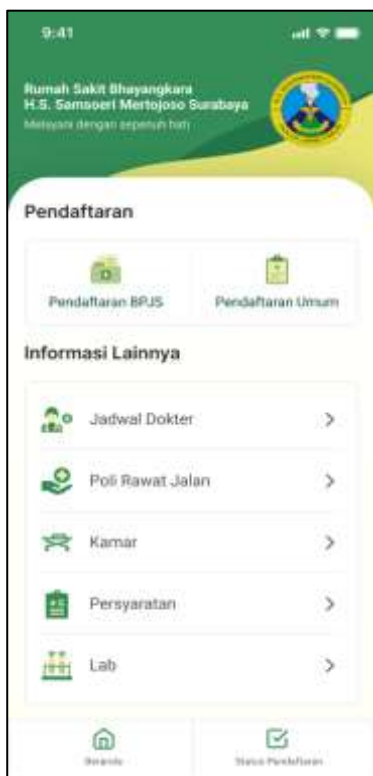 9:41
Rumah Sakit Bhayangkara
H.S. Samsoeri Mertojoso Surabaya
Melayani dengan sepenuh hati
Pendaftaran
Pendaftaran BPJS
Pendaftaran Umum
Informasi Lainnya
Jadwal Dokter
Poli Rawat Jalan
Kamar
Persyaratan
Lab
Beranda
Status Pendaftaran